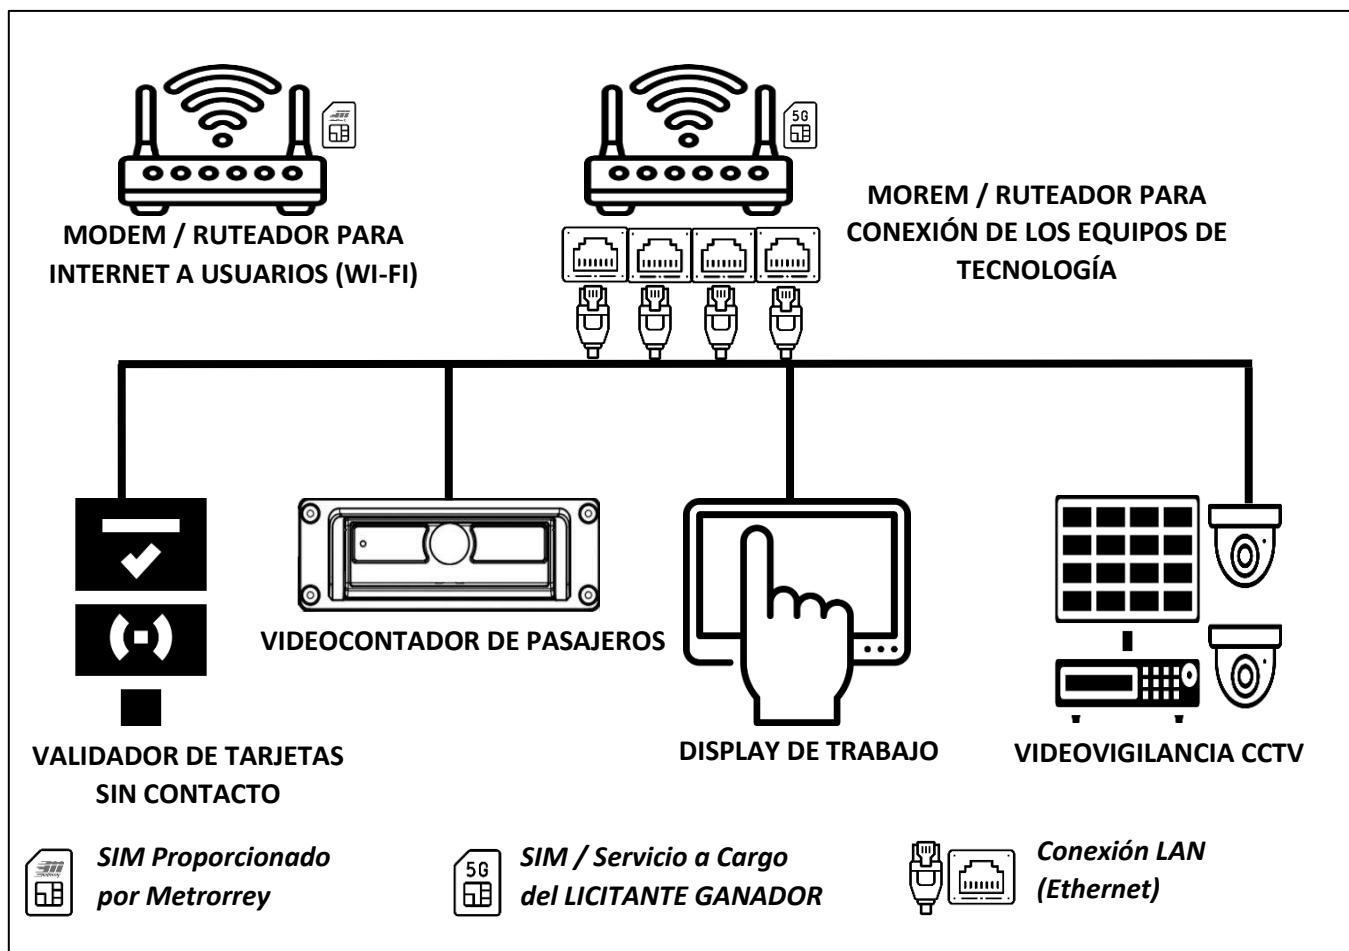 5G
MODEM / RUTEADOR PARA
INTERNET A USUARIOS (WI-FI)
MOREM / RUTEADOR PARA
CONEXIÓN DE LOS EQUIPOS DE
TECNOLOGÍA
VIDEOCONTADOR DE PASAJEROS
VALIDADOR DE TARJETAS
SIN CONTACTO
DISPLAY DE TRABAJO
VIDEOVIGILANCIA CCTV
SIM Proporcionado
por Metrorrey
5G
SIM / Servicio a Cargo
del LICITANTE GANADOR
Conexión LAN
(Ethernet)